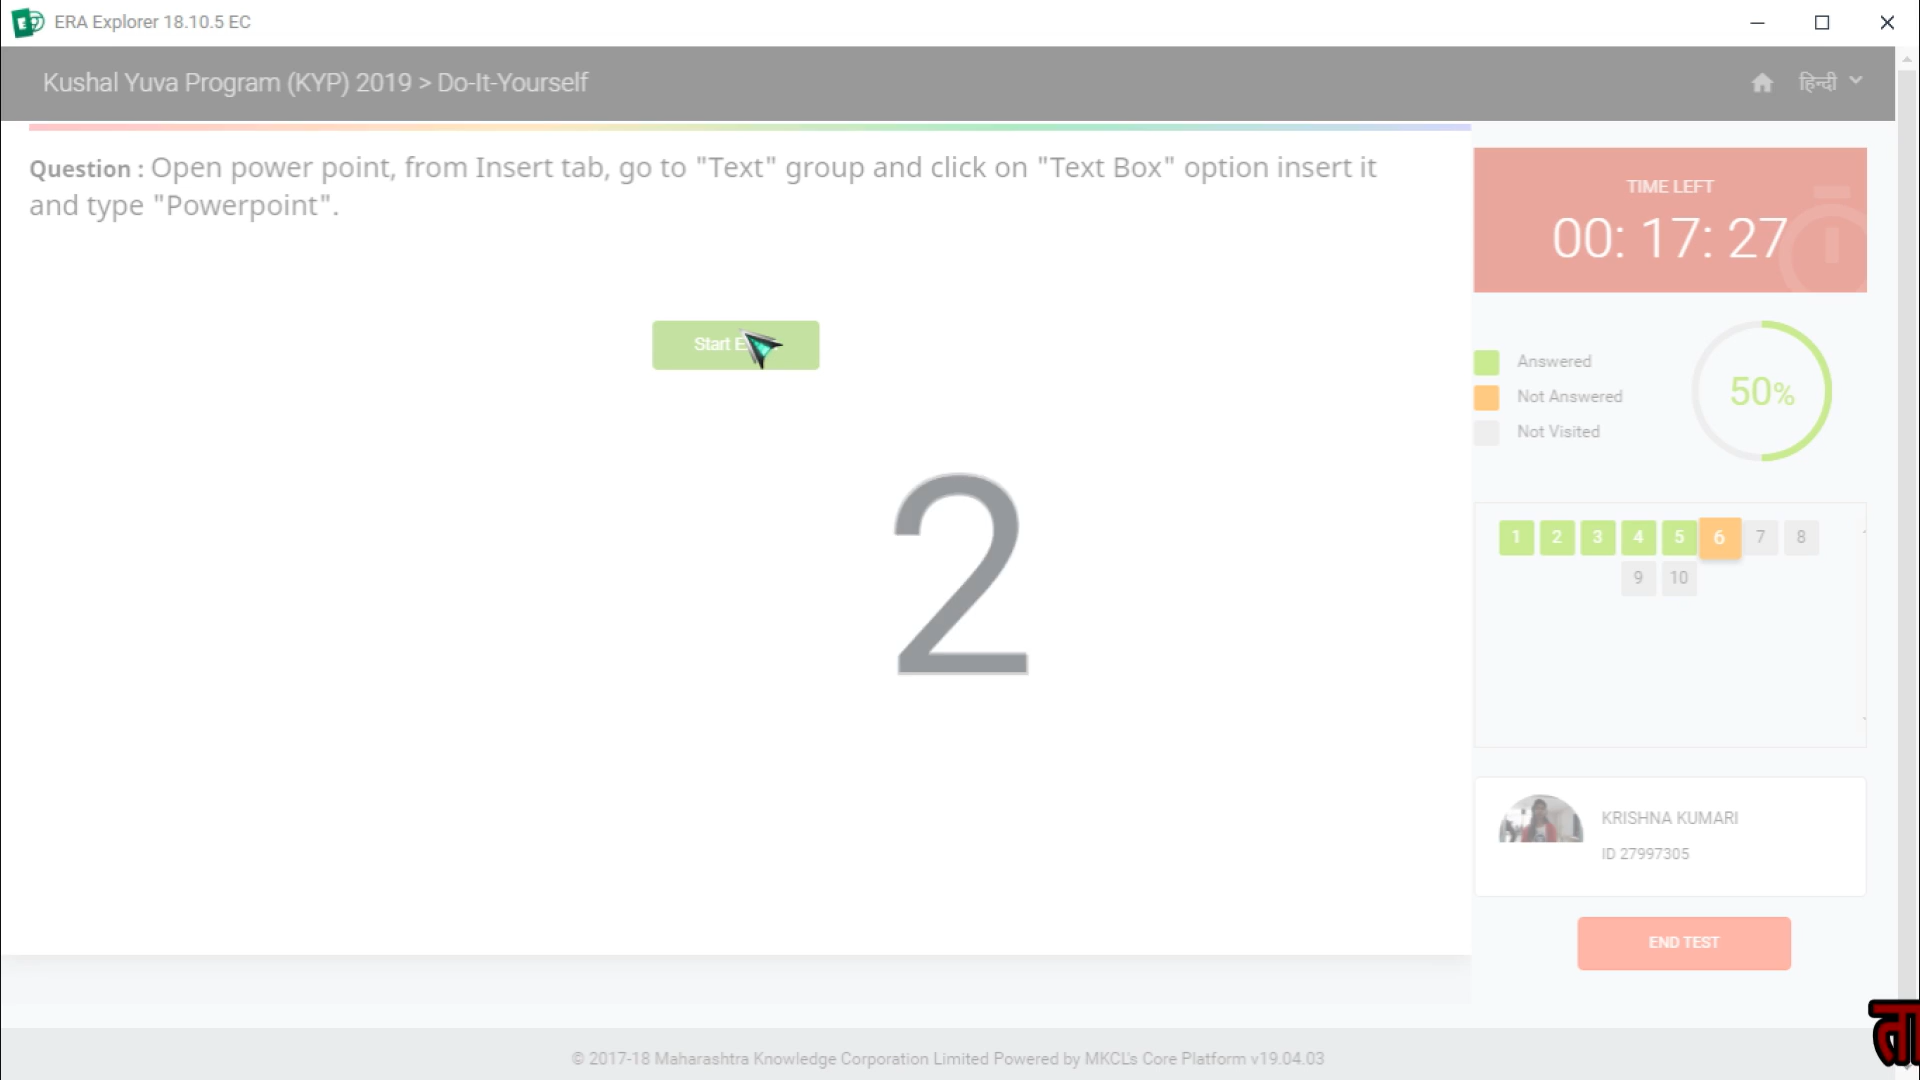 ERA Explorer 18.10.5 EC
Kushal Yuva Program (KYP) 2019 > Do-It-Yourself
हिन्दी
Question : Open power point, from Insert tab, go to "Text" group and click on "Text Box" option insert it
and type "Powerpoint".
TIME LEFT
00: 17: 27
Start
Answered
Not Answered
Not Visited
50%
2
1 2 3 4 5 6 7 8
9 10
KRISHNA KUMARI
ID 27997305
END TEST
© 2017-18 Maharashtra Knowledge Corporation Limited Powered by MKCL's Core Platform v19.04.03